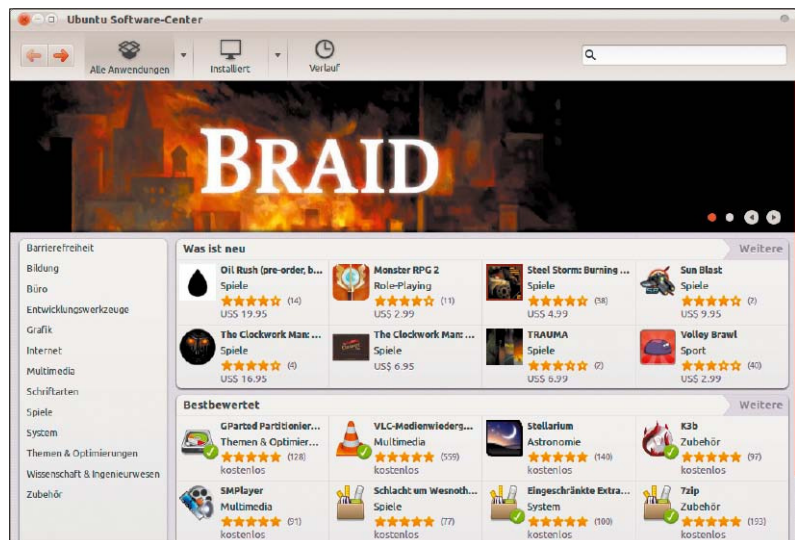 Ubuntu Software-Center
Alle Anwendungen
Installiert
Verlauf
BRAID
Barrierefreiheit
Bildung
Büro
Entwicklungswerkzeuge
Grafik
Internet
Multimedia
Schriftarten
Spiele
System
Themen & Optimierungen
Wissenschaft & Ingenieurwesen
Zubehör
Was ist neu
Weitere
Oil Rush (pre-order, b...
Spiele
(14)
US$ 19.95
Monster RPG 2
Role-Playing
(11)
US$ 2.99
Steel Storm: Burning ...
Spiele
(38)
US$ 4.99
Sun Blast
Spiele
(7)
US$ 9.95
The Clockwork Man: ...
Spiele
(4)
US$ 16.95
The Clockwork Man: ...
Spiele
US$ 6.95
TRAUMA
Spiele
(2)
US$ 6.99
Volley Brawl
Sport
(40)
US$ 2.99
Bestbewertet
Weitere
GParted Partitionier...
Themen & Optimier...
(128)
kostenlos
VLC-Medienwiederg...
Multimedia
(559)
kostenlos
Stellarium
Astronomie
(140)
kostenlos
K3b
Zubehör
(97)
kostenlos
SMPlayer
Multimedia
(91)
kostenlos
Schlacht um Wesnoth...
Spiele
(77)
kostenlos
Eingeschränkte Extra...
System
(100)
kostenlos
7zip
Zubehör
(193)
kostenlos